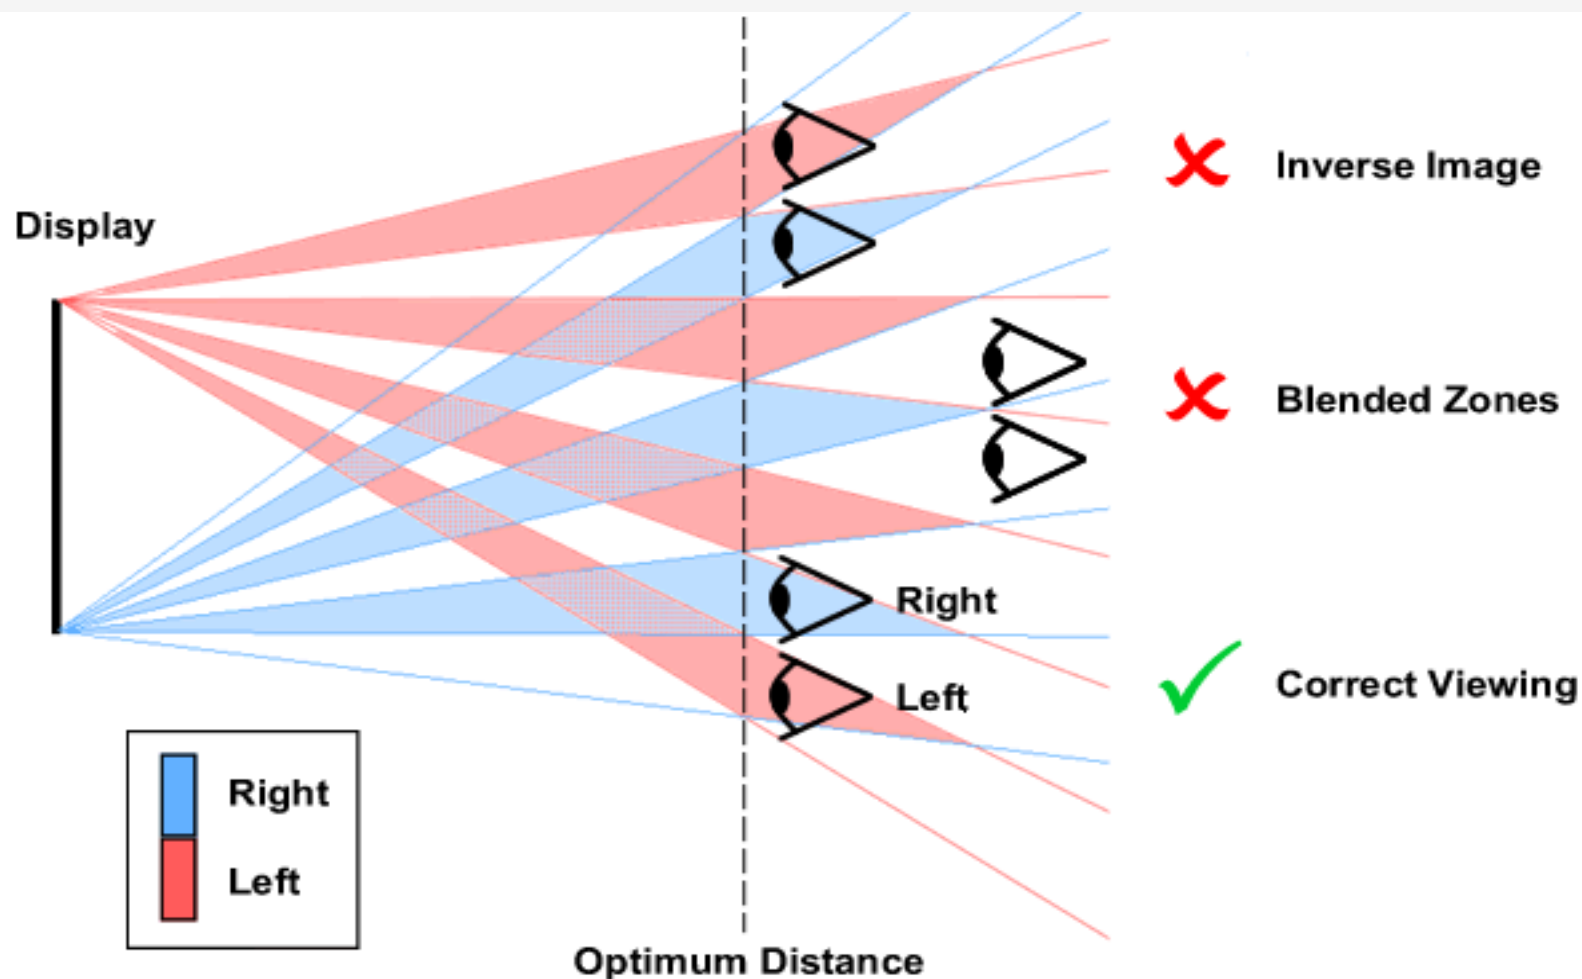 Display
Inverse Image
Blended Zones
Right
Left
Correct Viewing
Right
Left
Optimum Distance